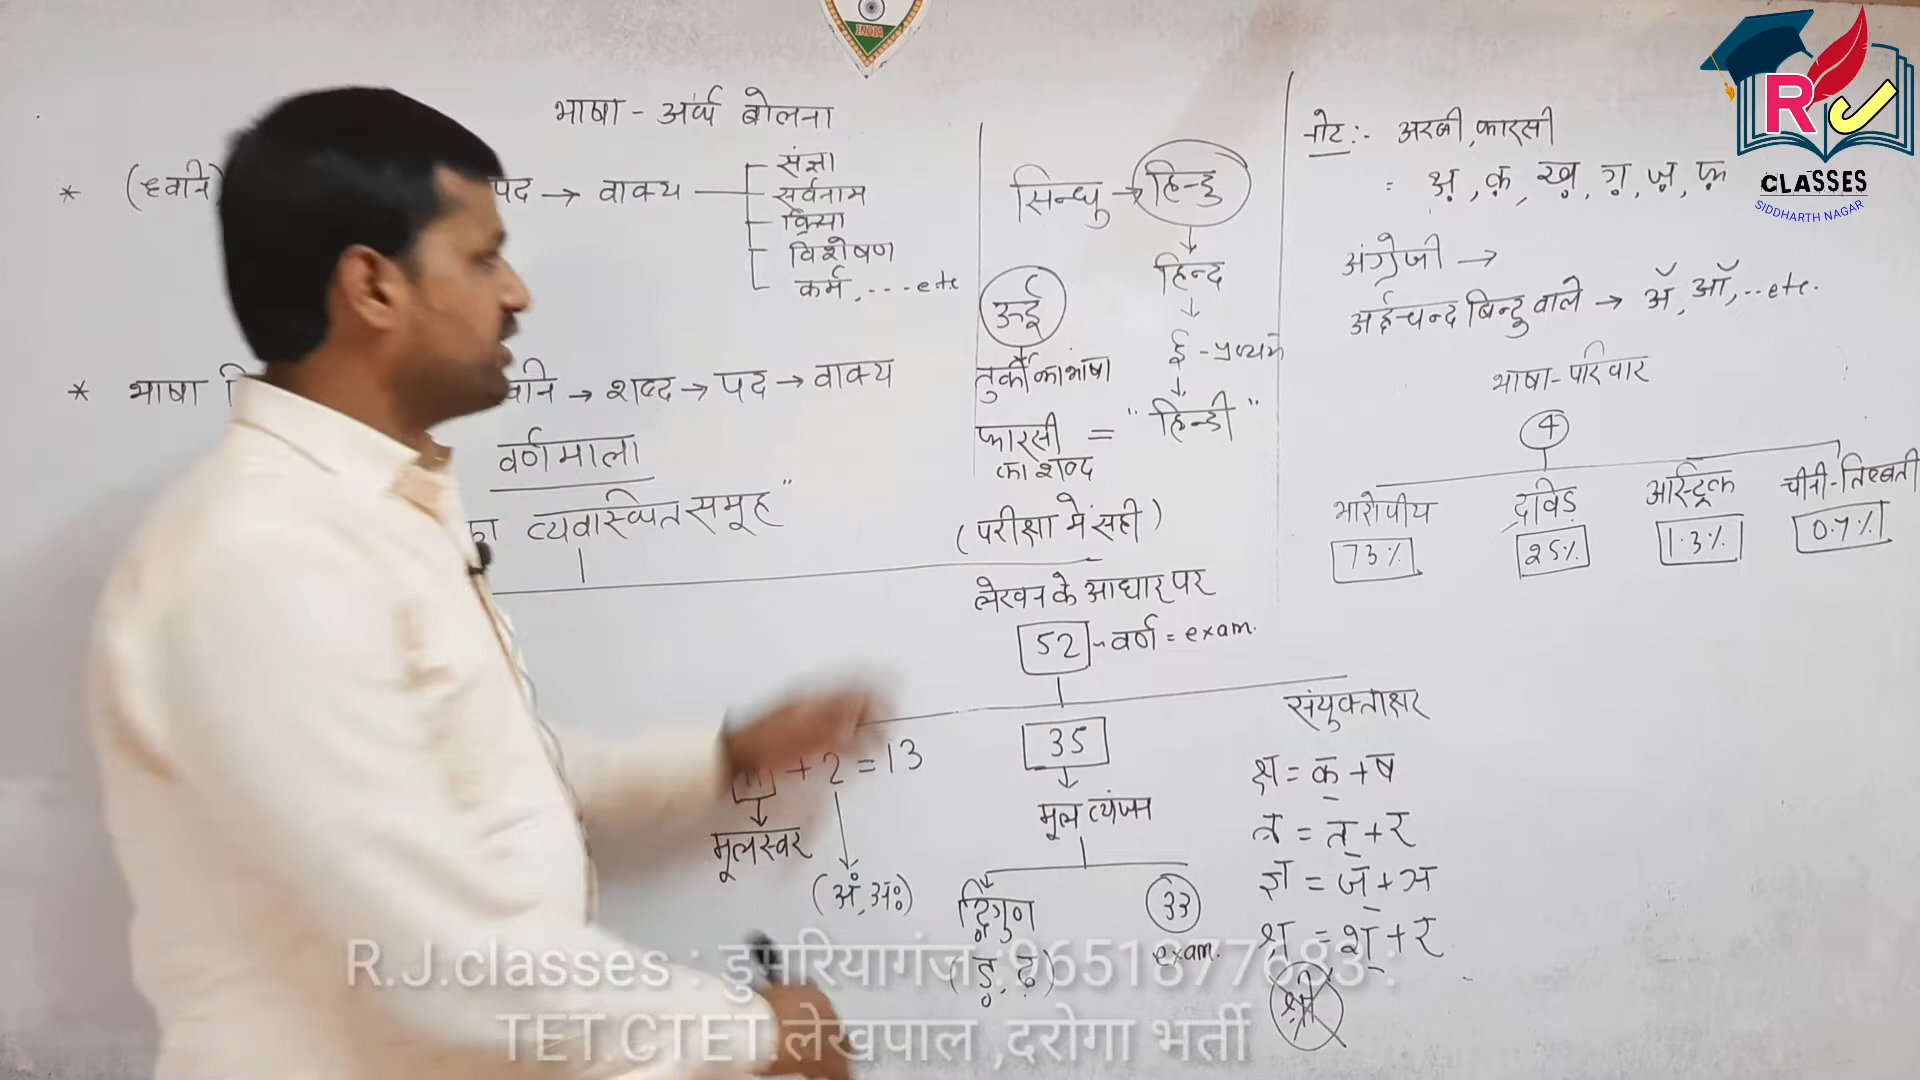 INDIA
R J
CLASSES
SIDDHARTH NAGAR
भाषा - अर्थ बोलना
* (ध्वनि) पद → वाक्य
संज्ञा
सर्वनाम
क्रिया
विशेषण
कर्म, ---etc
* भाषा → शब्द → पद → वाक्य
वर्णमाला
का व्यवस्थित समूह"
सिन्धु → हिन्दु
↓
हिन्द
↓
ई - प्रत्यय
↓
= "हिन्दी"
उर्दू
तुर्की का भाषा
फारसी
का शब्द
(परीक्षा में सही)
लेखन के आधार पर
52 - वर्ण = exam.
+ 2 = 13
मूलस्वर
(अं, अः)
35
मूल व्यंजन
द्विगुण
(ड़, ढ़)
33
exam.
संयुक्ताक्षर
क्ष = क् + ष
त्र = त् + र
ज्ञ = ज् + ञ
श्र = श् + र
श्री
नोट :- अरबी, फारसी
= अ़, क़, ख़, ग़, ज़, फ़
अंग्रेजी →
अर्द्धचन्द्र बिन्दु वाले → ॲ, ऑ, ..etc.
भाषा - परिवार
4
भारोपीय द्रविड़ आस्ट्रिक चीनी-तिब्बती
73% 25% 1.3% 0.7%
R.J.classes : डुमरियागंज, 9651877683 :
TET.CTET.लेखपाल ,दरोगा भर्ती